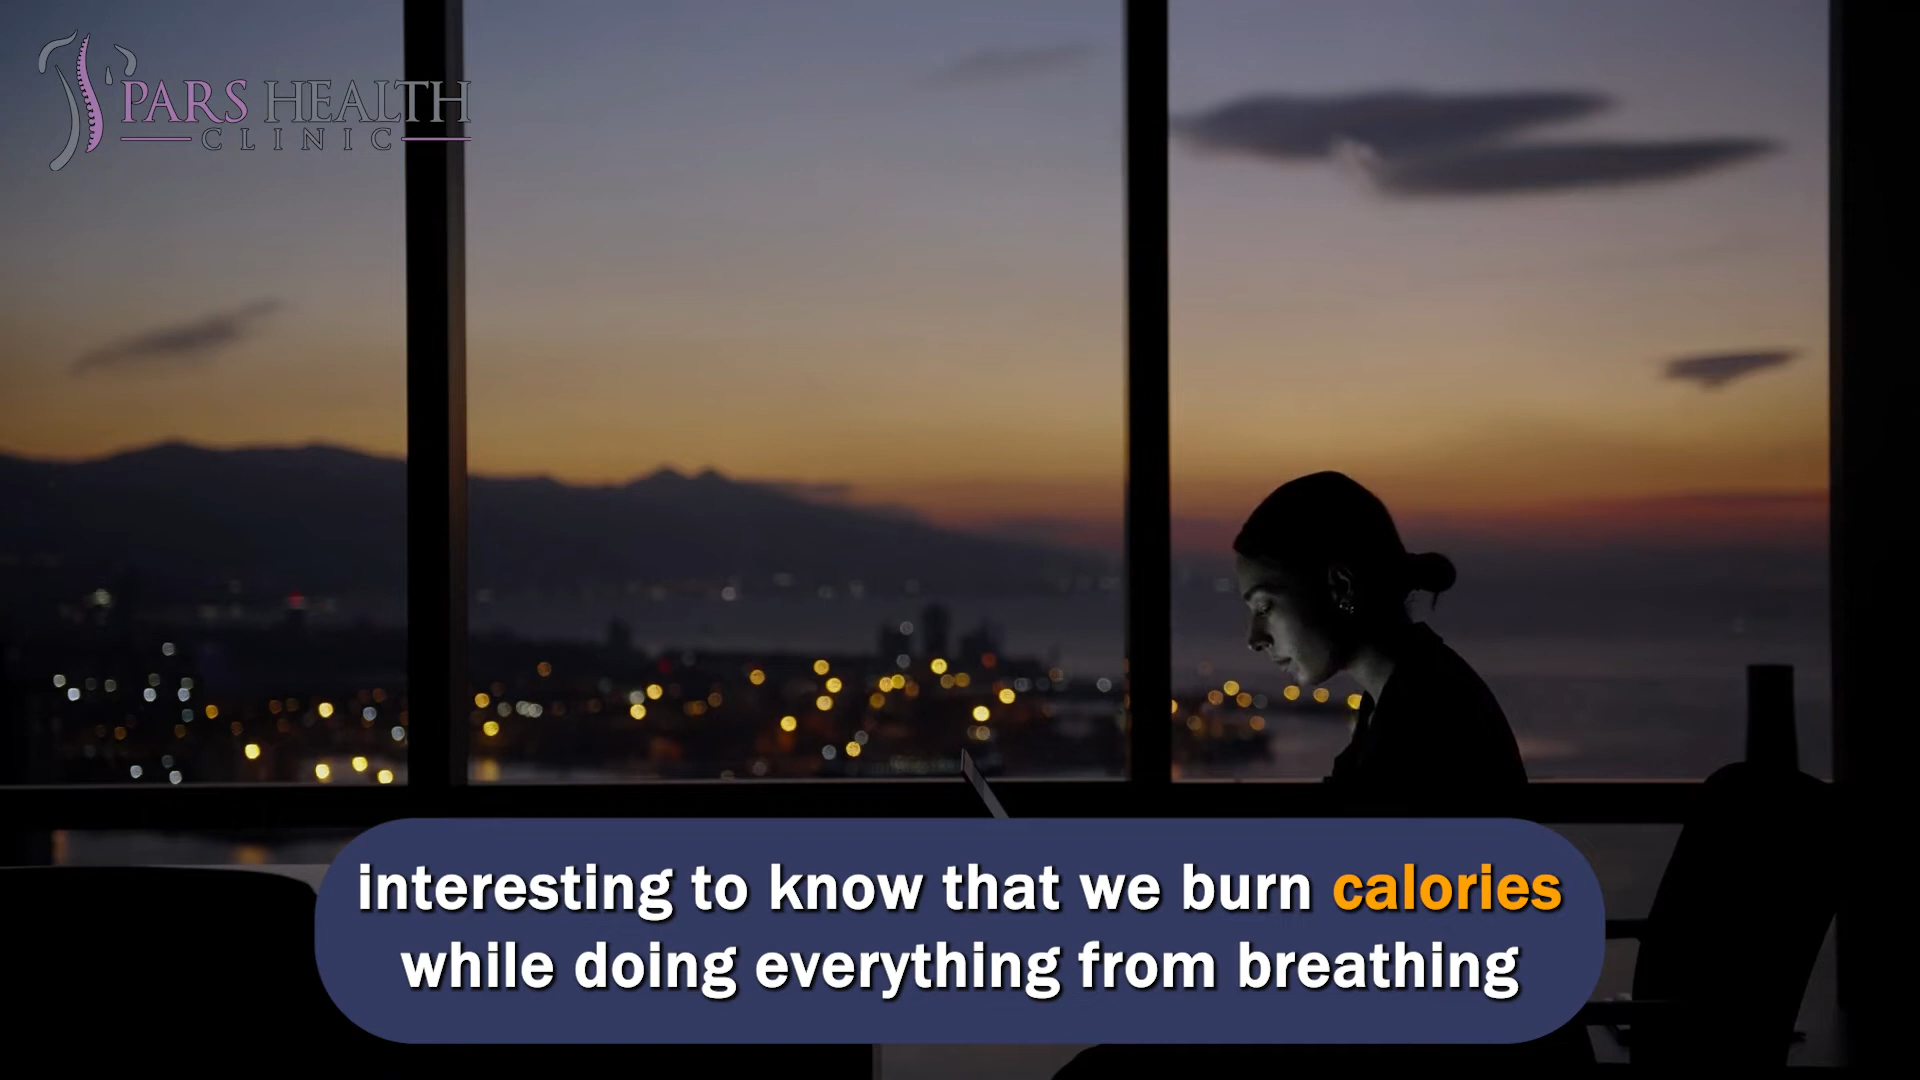 PARS HEALTH
CLINIC
interesting to know that we burn calories
while doing everything from breathing